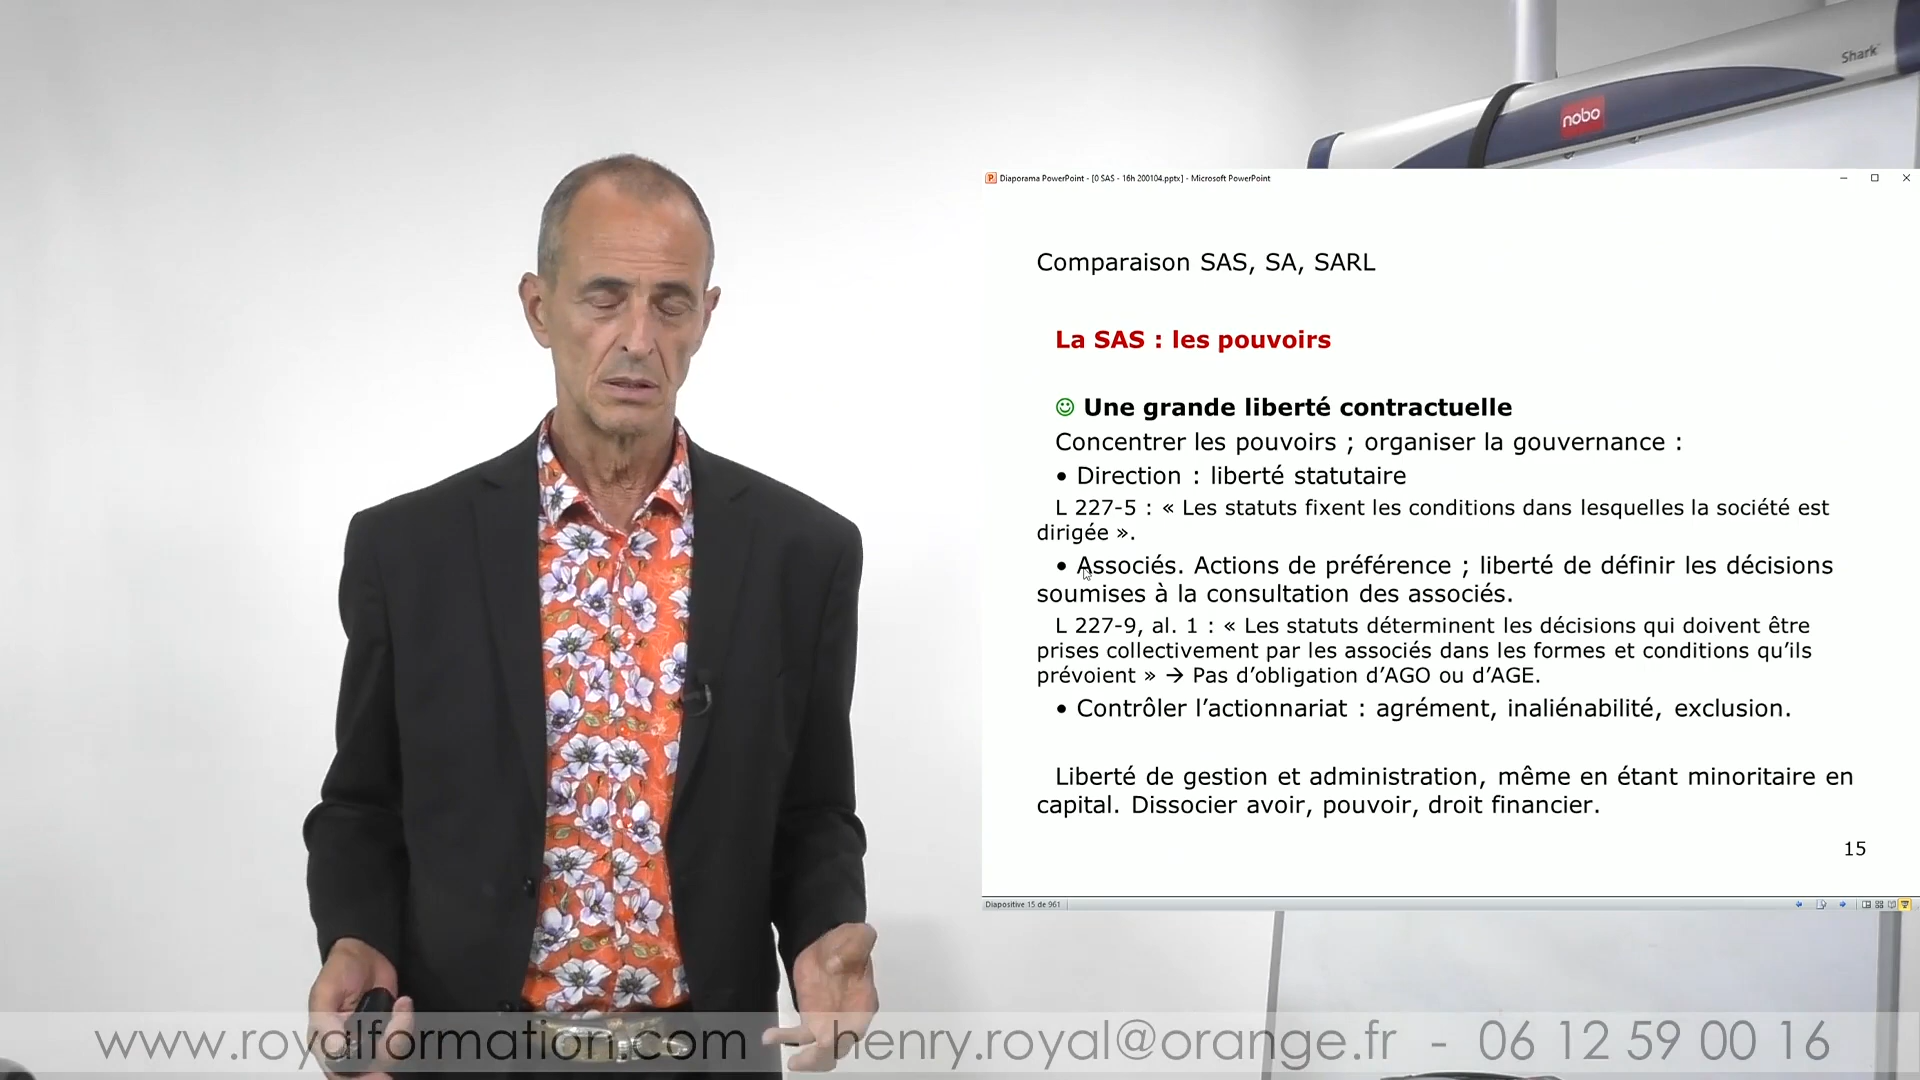 Shark
nobo
Diaporama PowerPoint - [0 SAS - 16h 200104.pptx] - Microsoft PowerPoint
Comparaison SAS, SA, SARL
La SAS : les pouvoirs
☺ Une grande liberté contractuelle
Concentrer les pouvoirs ; organiser la gouvernance :
• Direction : liberté statutaire
L 227-5 : « Les statuts fixent les conditions dans lesquelles la société est
dirigée ».
• Associés. Actions de préférence ; liberté de définir les décisions
soumises à la consultation des associés.
L 227-9, al. 1 : « Les statuts déterminent les décisions qui doivent être
prises collectivement par les associés dans les formes et conditions qu’ils
prévoient » → Pas d’obligation d’AGO ou d’AGE.
• Contrôler l’actionnariat : agrément, inaliénabilité, exclusion.
Liberté de gestion et administration, même en étant minoritaire en
capital. Dissocier avoir, pouvoir, droit financier.
15
Diapositive 15 de 961
www.royalformation.com - henry.royal@orange.fr - 06 12 59 00 16